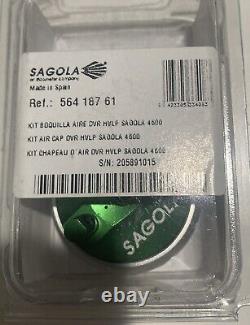 SAGOLA
an Elcometer company
Made in Spain
Ref.: 564 187 61
KIT BOQUILLA AIRE DVR HVLP SAGOLA 4600
KIT AIR CAP DVR HVLP SAGOLA 4600
KIT CHAPEAU D'AIR DVR HVLP SAGOLA 4600
S/N: 205891015
SAGOLA